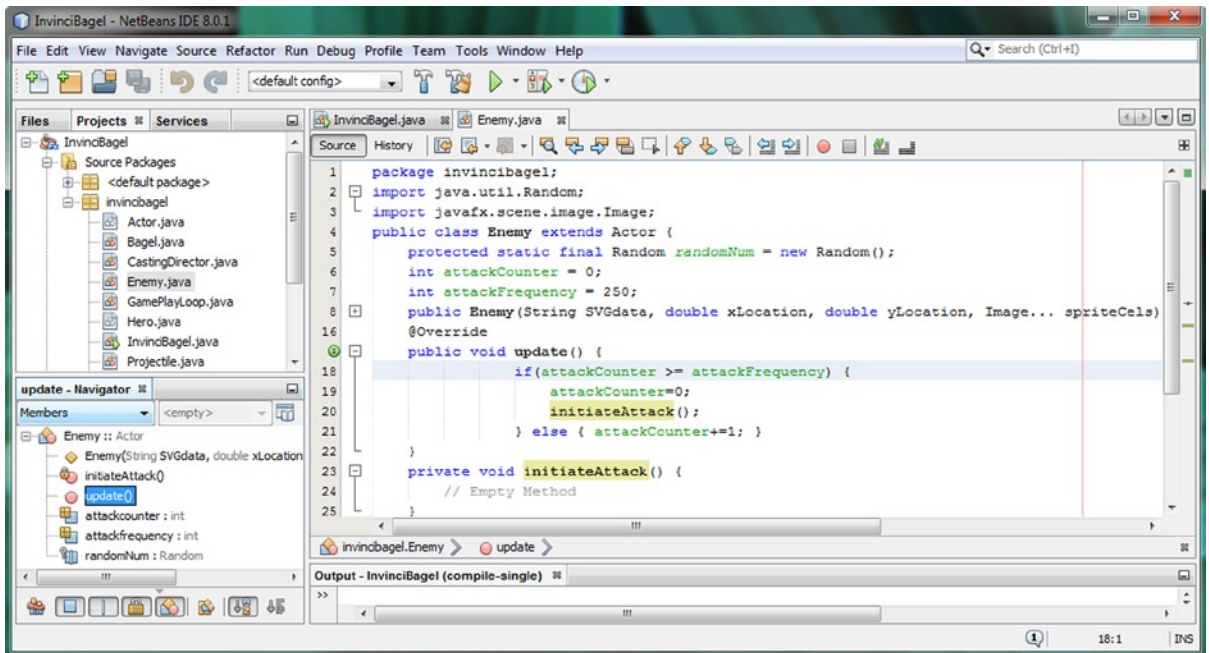 InvinciBagel - NetBeans IDE 8.0.1
File Edit View Navigate Source Refactor Run Debug Profile Team Tools Window Help
Search (Ctrl+I)
<default config>
Files Projects Services
InvinciBagel
Source Packages
<default package>
invincibagel
Actor.java
Bagel.java
CastingDirector.java
Enemy.java
GamePlayLoop.java
Hero.java
InvinciBagel.java
Projectile.java
update - Navigator
Members <empty>
Enemy :: Actor
Enemy(String SVGdata, double xLocation
initiateAttack()
update()
attackcounter : int
attackfrequency : int
randomNum : Random
InvinciBagel.java Enemy.java
Source History
1 package invincibagel;
2 import java.util.Random;
3 import javafx.scene.image.Image;
4 public class Enemy extends Actor {
5 protected static final Random randomNum = new Random();
6 int attackCounter = 0;
7 int attackFrequency = 250;
8 public Enemy(String SVGdata, double xLocation, double yLocation, Image... spriteCels)
16 @Override
public void update() {
18 if(attackCounter >= attackFrequency) {
19 attackCounter=0;
20 initiateAttack();
21 } else { attackCounter+=1; }
22 }
23 private void initiateAttack() {
24 // Empty Method
25 }
invincibagel.Enemy update
Output - InvinciBagel (compile-single)
>>
1 18:1 INS